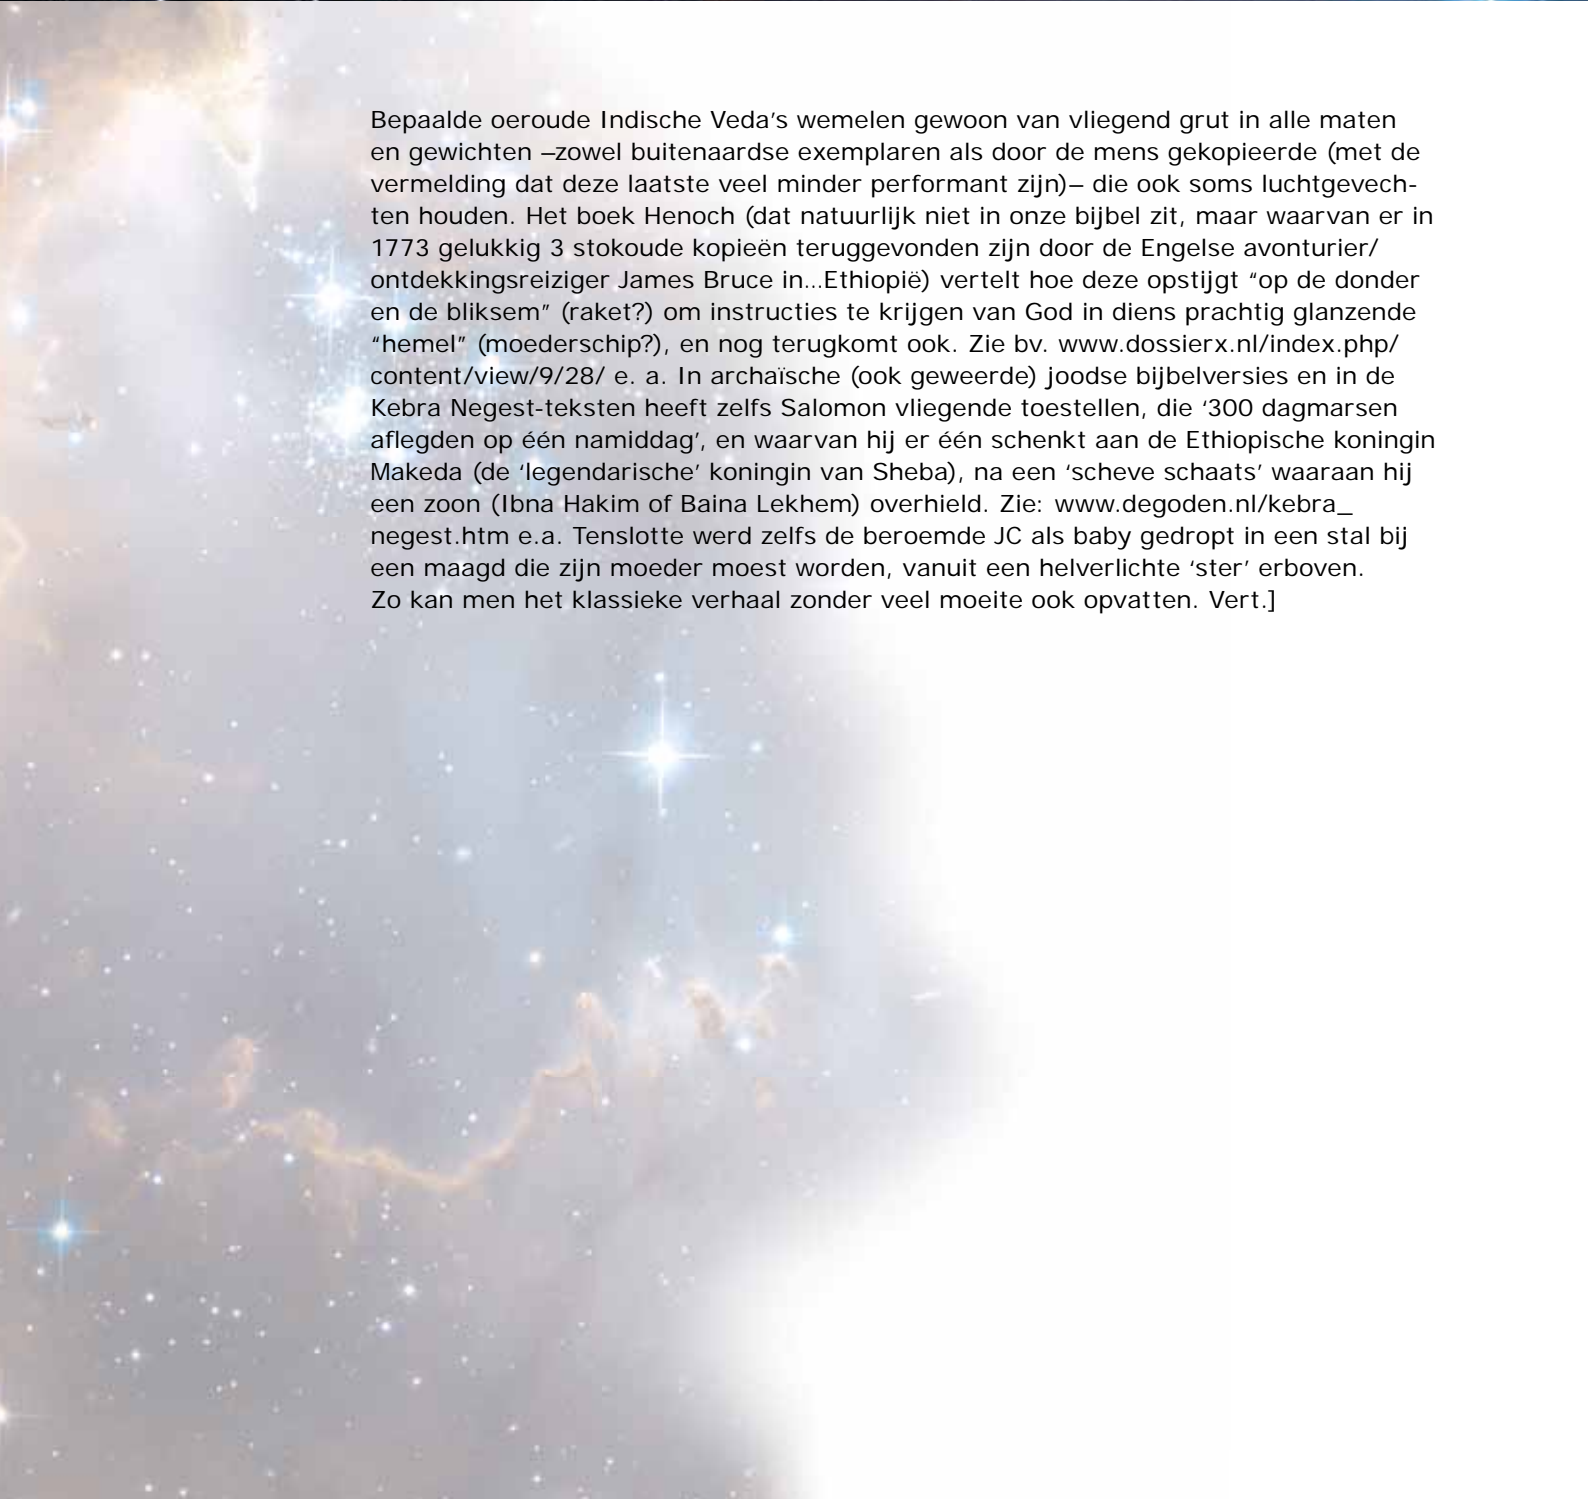 Bepaalde oeroude Indische Veda’s wemelen gewoon van vliegend grut in alle maten
en gewichten –zowel buitenaardse exemplaren als door de mens gekopieerde (met de
vermelding dat deze laatste veel minder performant zijn)– die ook soms luchtgevech-
ten houden. Het boek Henoch (dat natuurlijk niet in onze bijbel zit, maar waarvan er in
1773 gelukkig 3 stokoude kopieën teruggevonden zijn door de Engelse avonturier/
ontdekkingsreiziger James Bruce in…Ethiopië) vertelt hoe deze opstijgt “op de donder
en de bliksem” (raket?) om instructies te krijgen van God in diens prachtig glanzende
“hemel” (moederschip?), en nog terugkomt ook. Zie bv. www.dossierx.nl/index.php/
content/view/9/28/ e. a. In archaïsche (ook geweerde) joodse bijbelversies en in de
Kebra Negest-teksten heeft zelfs Salomon vliegende toestellen, die ‘300 dagmarsen
aflegden op één namiddag’, en waarvan hij er één schenkt aan de Ethiopische koningin
Makeda (de ‘legendarische’ koningin van Sheba), na een ‘scheve schaats’ waaraan hij
een zoon (Ibna Hakim of Baina Lekhem) overhield. Zie: www.degoden.nl/kebra_
negest.htm e.a. Tenslotte werd zelfs de beroemde JC als baby gedropt in een stal bij
een maagd die zijn moeder moest worden, vanuit een helverlichte ‘ster’ erboven.
Zo kan men het klassieke verhaal zonder veel moeite ook opvatten. Vert.]